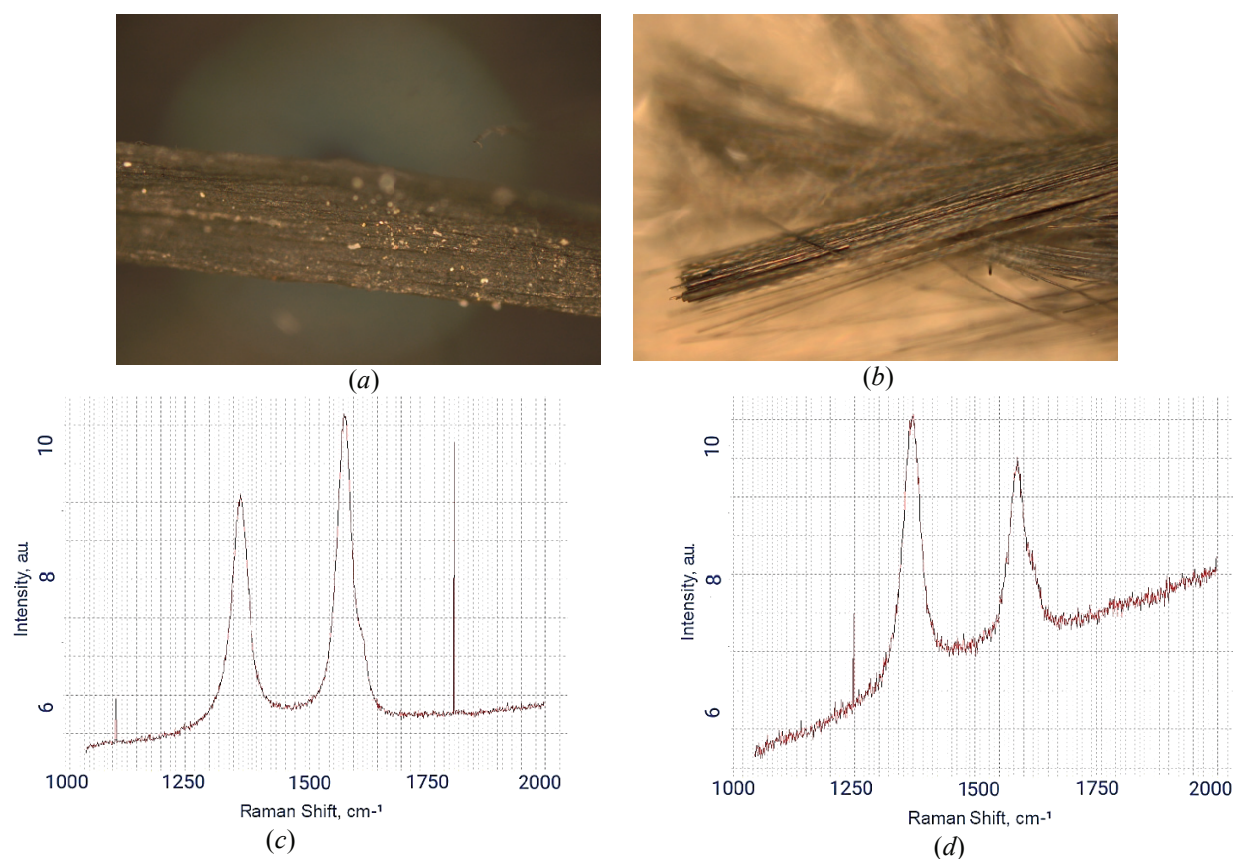 (a)
(b)
10
8
6
Intensity, au.
1000 1250 1500 1750 2000
Raman Shift, cm-¹
(c)
10
8
6
Intensity, au.
1000 1250 1500 1750 2000
Raman Shift, cm-¹
(d)